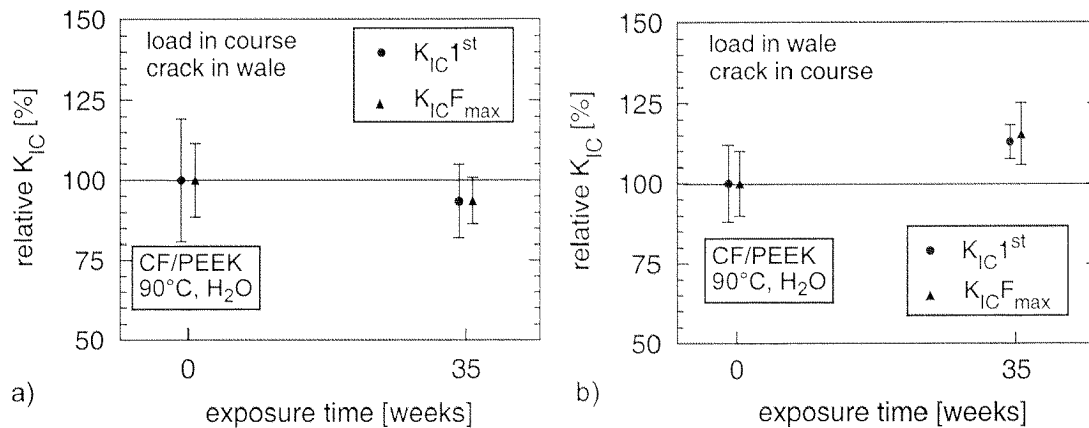 150
125
100
75
50
relative K_IC [%]
load in course
crack in wale
K_IC 1^st
K_IC F_max
CF/PEEK
90°C, H₂O
0
35
a)
exposure time [weeks]
150
125
100
75
50
relative K_IC [%]
load in wale
crack in course
CF/PEEK
90°C, H₂O
K_IC 1^st
K_IC F_max
0
35
b)
exposure time [weeks]